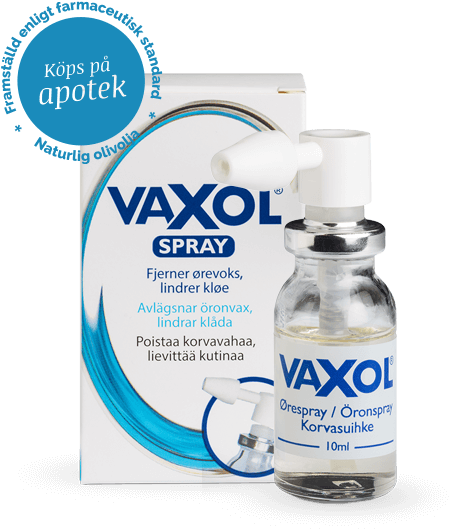 Framställd enligt farmaceutisk standard
* Naturlig olivolja *
Köps på
apotek
VAXOL®
SPRAY
Fjerner ørevoks,
lindrer kløe
Avlägsnar öronvax,
lindrar klåda
Poistaa korvavahaa,
lievittää kutinaa
VAXOL®
Ørespray / Öronspray
Korvasuihke
10ml